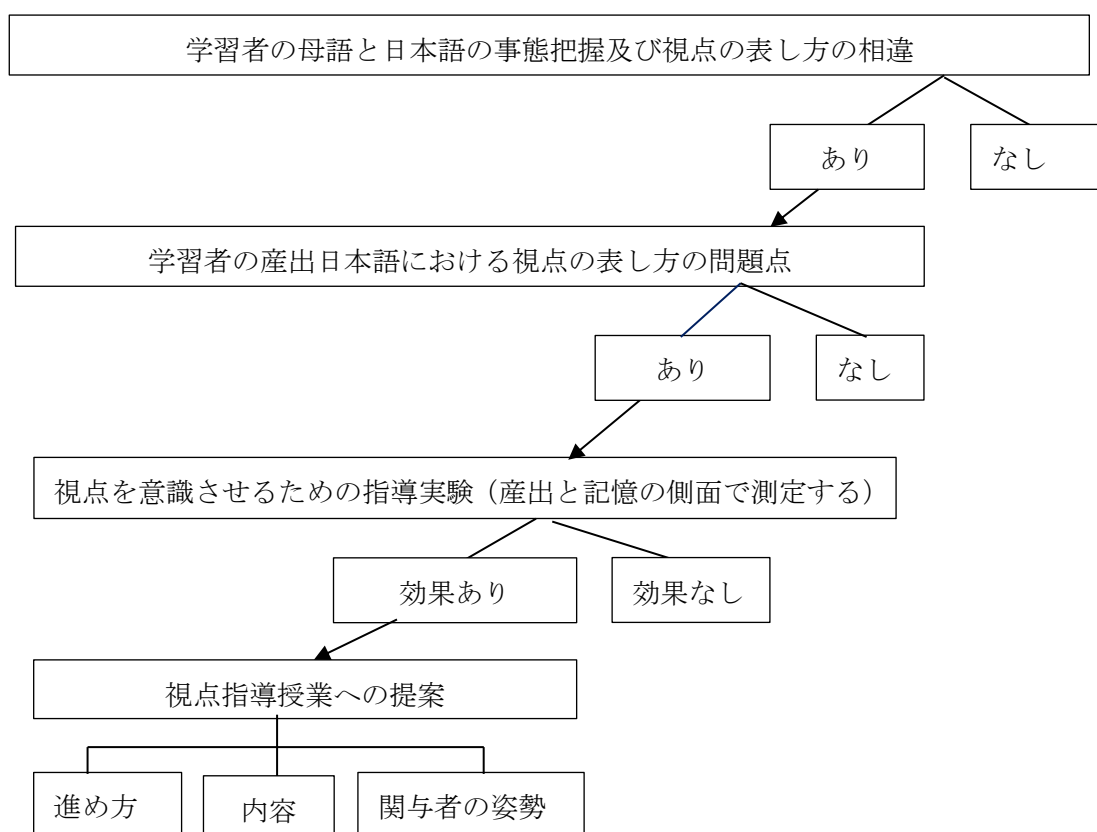 学習者の母語と日本語の事態把握及び視点の表し方の相違
あり
なし
学習者の産出日本語における視点の表し方の問題点
あり
なし
視点を意識させるための指導実験（産出と記憶の側面で測定する）
効果あり
効果なし
視点指導授業への提案
進め方
内容
関与者の姿勢